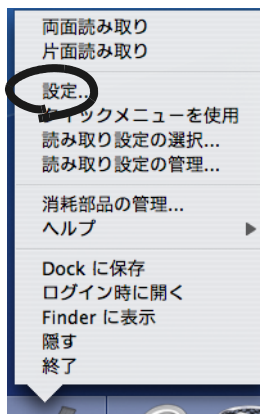 両面読み取り
片面読み取り
設定...
クイックメニューを使用
読み取り設定の選択...
読み取り設定の管理...
消耗部品の管理...
ヘルプ
Dock に保存
ログイン時に開く
Finder に表示
隠す
終了